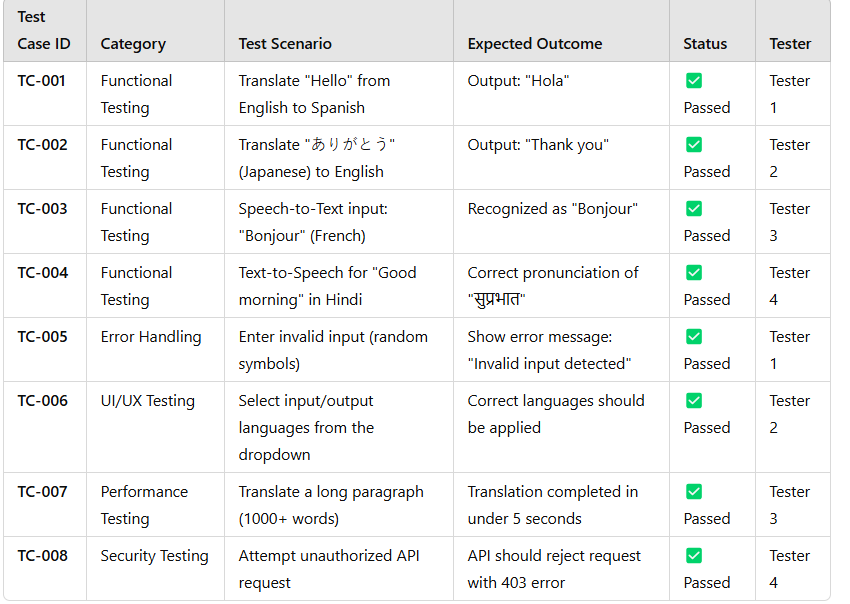 Test Case ID | Category | Test Scenario | Expected Outcome | Status | Tester
TC-001 | Functional Testing | Translate "Hello" from English to Spanish | Output: "Hola" | ✅ Passed | Tester 1
TC-002 | Functional Testing | Translate "ありがとう" (Japanese) to English | Output: "Thank you" | ✅ Passed | Tester 2
TC-003 | Functional Testing | Speech-to-Text input: "Bonjour" (French) | Recognized as "Bonjour" | ✅ Passed | Tester 3
TC-004 | Functional Testing | Text-to-Speech for "Good morning" in Hindi | Correct pronunciation of "सुप्रभात" | ✅ Passed | Tester 4
TC-005 | Error Handling | Enter invalid input (random symbols) | Show error message: "Invalid input detected" | ✅ Passed | Tester 1
TC-006 | UI/UX Testing | Select input/output languages from the dropdown | Correct languages should be applied | ✅ Passed | Tester 2
TC-007 | Performance Testing | Translate a long paragraph (1000+ words) | Translation completed in under 5 seconds | ✅ Passed | Tester 3
TC-008 | Security Testing | Attempt unauthorized API request | API should reject request with 403 error | ✅ Passed | Tester 4